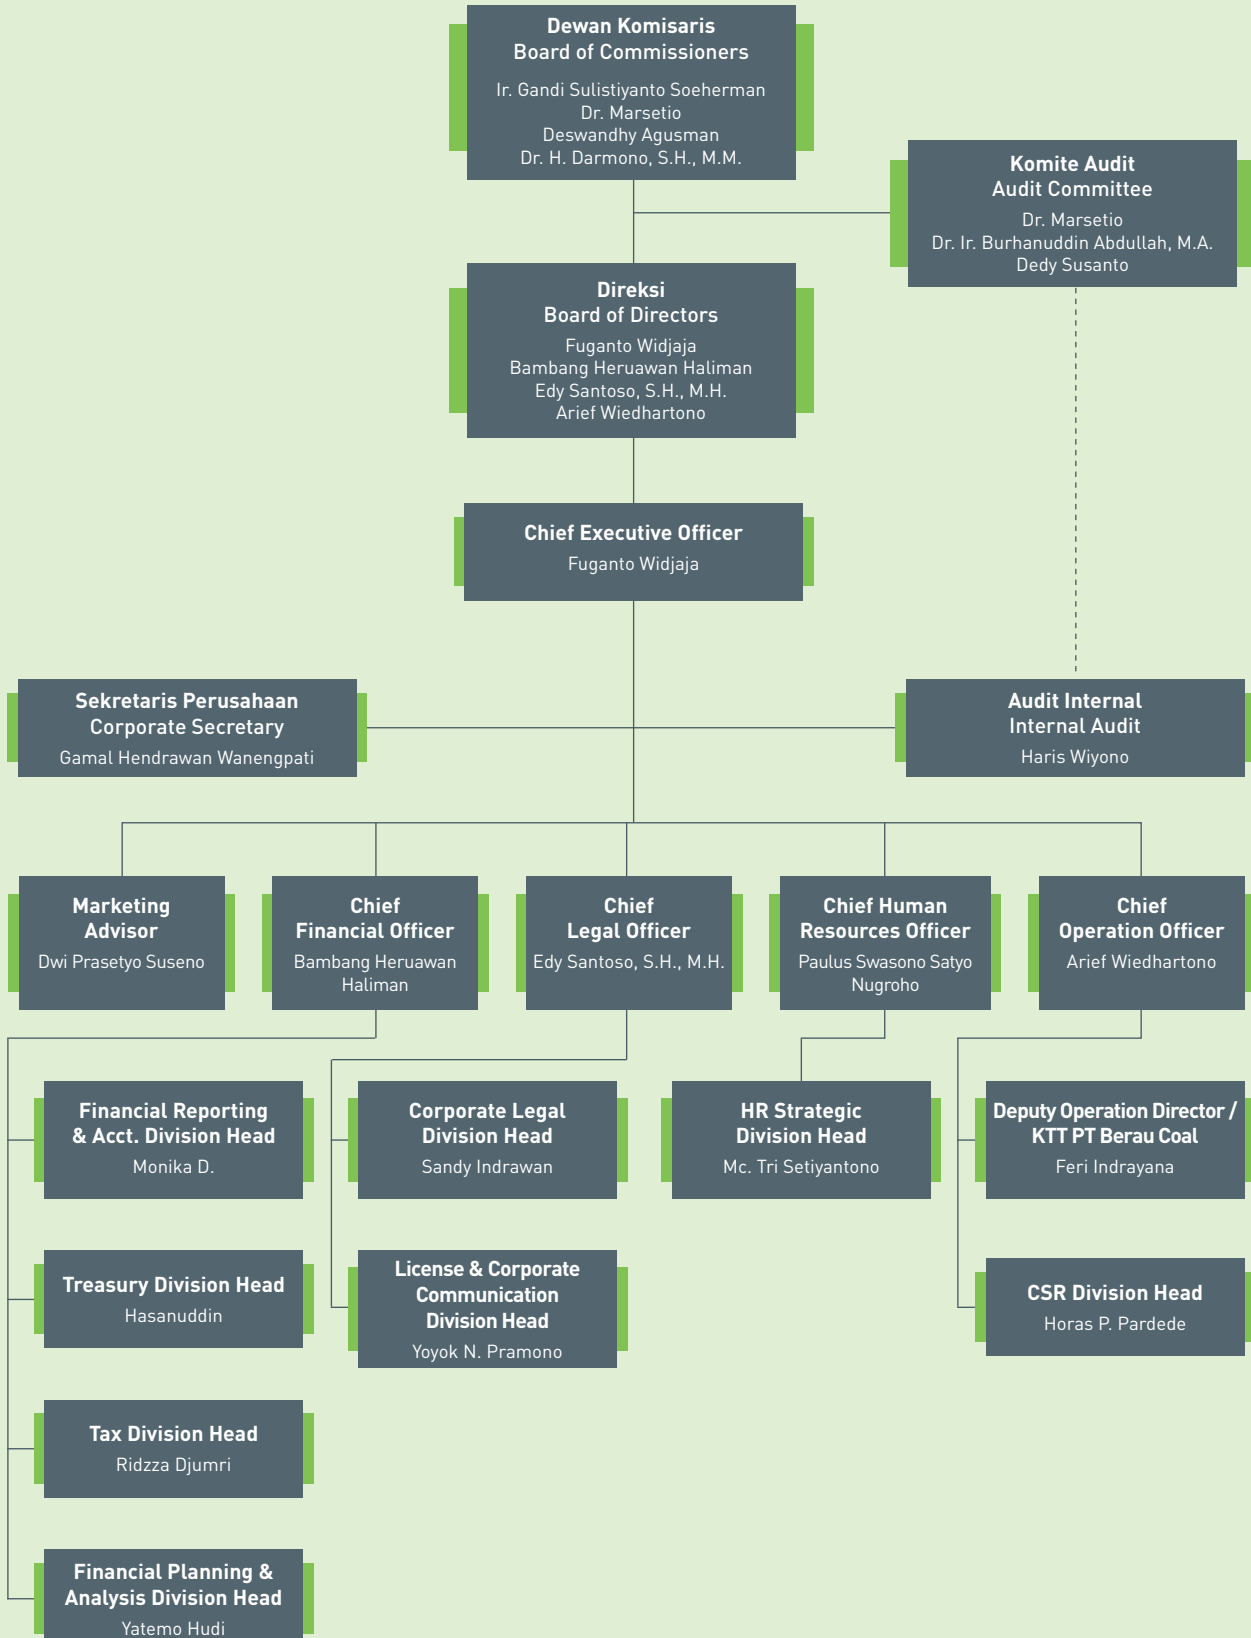 Dewan Komisaris
Board of Commissioners
Ir. Gandi Sulistiyanto Soeherman
Dr. Marsetio
Deswandhy Agusman
Dr. H. Darmono, S.H., M.M.
Komite Audit
Audit Committee
Dr. Marsetio
Dr. Ir. Burhanuddin Abdullah, M.A.
Dedy Susanto
Direksi
Board of Directors
Fuganto Widjaja
Bambang Heruawan Haliman
Edy Santoso, S.H., M.H.
Arief Wiedhartono
Chief Executive Officer
Fuganto Widjaja
Sekretaris Perusahaan
Corporate Secretary
Gamal Hendrawan Wanengpati
Audit Internal
Internal Audit
Haris Wiyono
Marketing
Advisor
Dwi Prasetyo Suseno
Chief
Financial Officer
Bambang Heruawan
Haliman
Chief
Legal Officer
Edy Santoso, S.H., M.H.
Chief Human
Resources Officer
Paulus Swasono Satyo
Nugroho
Chief
Operation Officer
Arief Wiedhartono
Financial Reporting
& Acct. Division Head
Monika D.
Corporate Legal
Division Head
Sandy Indrawan
HR Strategic
Division Head
Mc. Tri Setiyantono
Deputy Operation Director /
KTT PT Berau Coal
Feri Indrayana
Treasury Division Head
Hasanuddin
License & Corporate
Communication
Division Head
Yoyok N. Pramono
CSR Division Head
Horas P. Pardede
Tax Division Head
Ridzza Djumri
Financial Planning &
Analysis Division Head
Yatemo Hudi